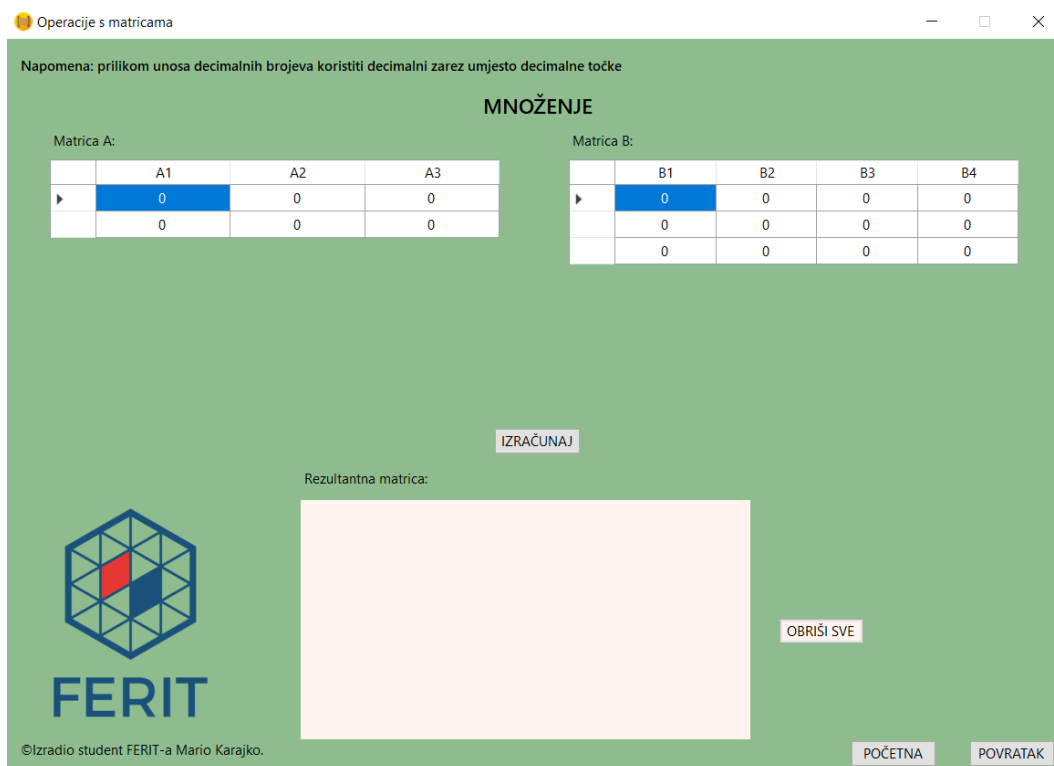 Operacije s matricama
Napomena: prilikom unosa decimalnih brojeva koristiti decimalni zarez umjesto decimalne točke
MNOŽENJE
Matrica A:
Matrica B:
A1 A2 A3
B1 B2 B3 B4
0 0 0
0 0 0 0
0 0 0
0 0 0 0
0 0 0 0
IZRAČUNAJ
Rezultantna matrica:
OBRIŠI SVE
FERIT
©Izradio student FERIT-a Mario Karajko.
POČETNA
POVRATAK